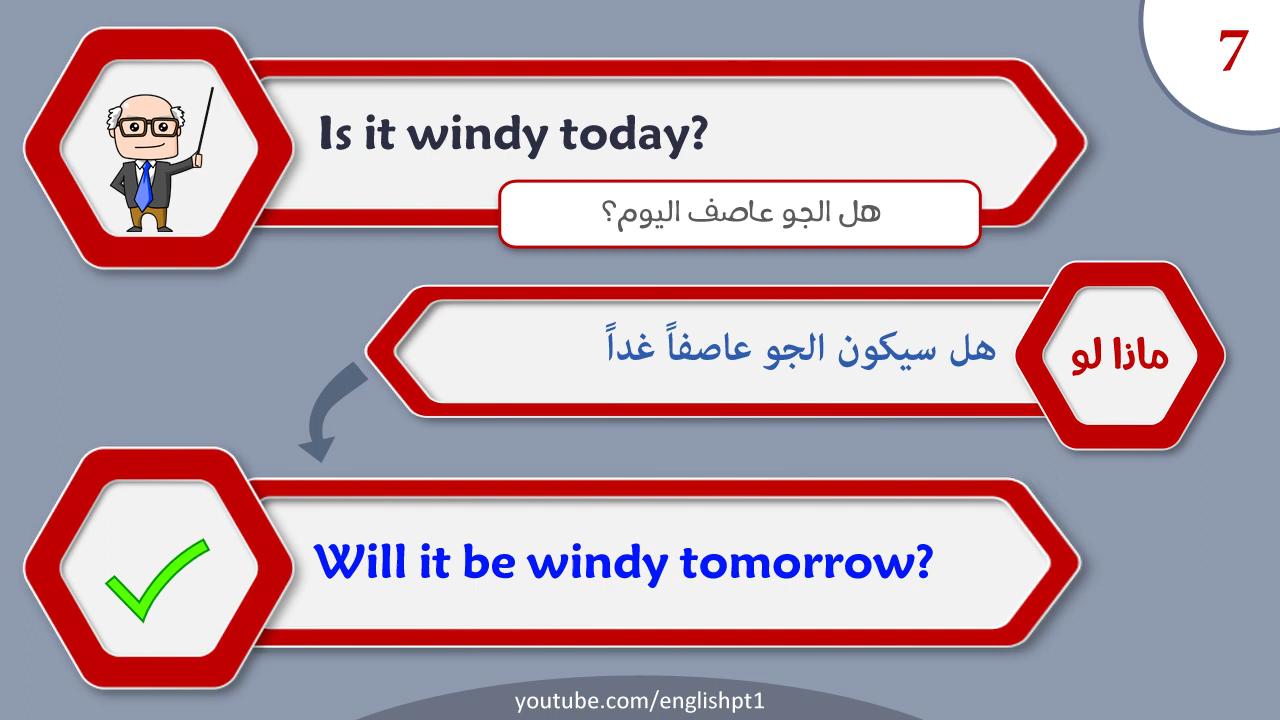 7
Is it windy today?
هل الجو عاصف اليوم؟
ماذا لو
هل سيكون الجو عاصفاً غداً
Will it be windy tomorrow?
youtube.com/englishpt1